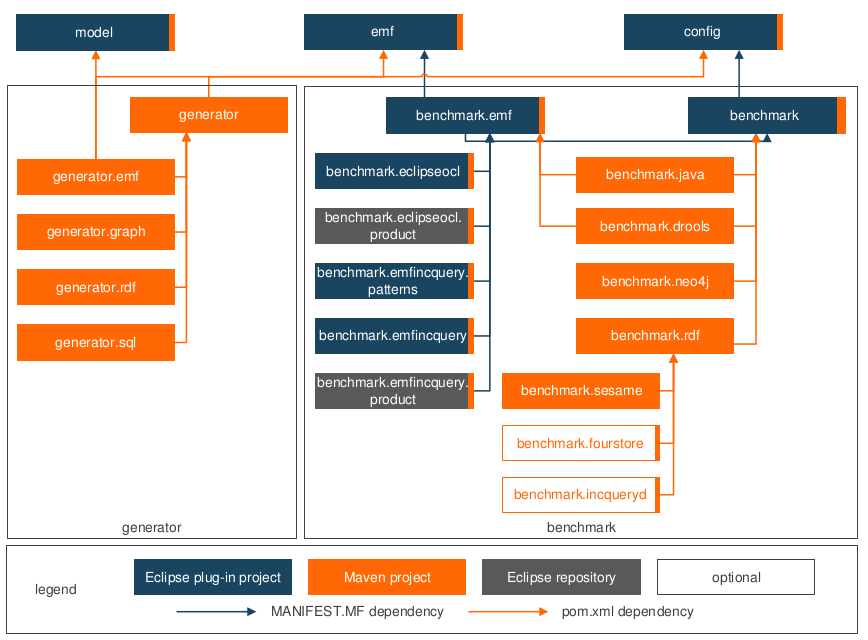 model
emf
config
generator
benchmark.emf
benchmark
generator.emf
generator.graph
generator.rdf
generator.sql
generator
benchmark.eclipseocl
benchmark.eclipseocl.
product
benchmark.emfincquery.
patterns
benchmark.emfincquery
benchmark.emfincquery.
product
benchmark.java
benchmark.drools
benchmark.neo4j
benchmark.rdf
benchmark.sesame
benchmark.fourstore
benchmark.incqueryd
benchmark
legend
Eclipse plug-in project
Maven project
Eclipse repository
optional
MANIFEST.MF dependency
pom.xml dependency